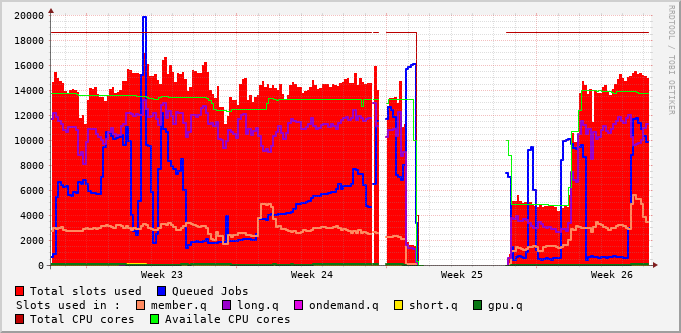 20000
18000
16000
14000
12000
10000
8000
6000
4000
2000
0
Week 23 Week 24 Week 25 Week 26
Total slots used Queued Jobs
Slots used in : member.q long.q ondemand.q short.q gpu.q
Total CPU cores Availale CPU cores
RRDTOOL / TOBI OETIKER